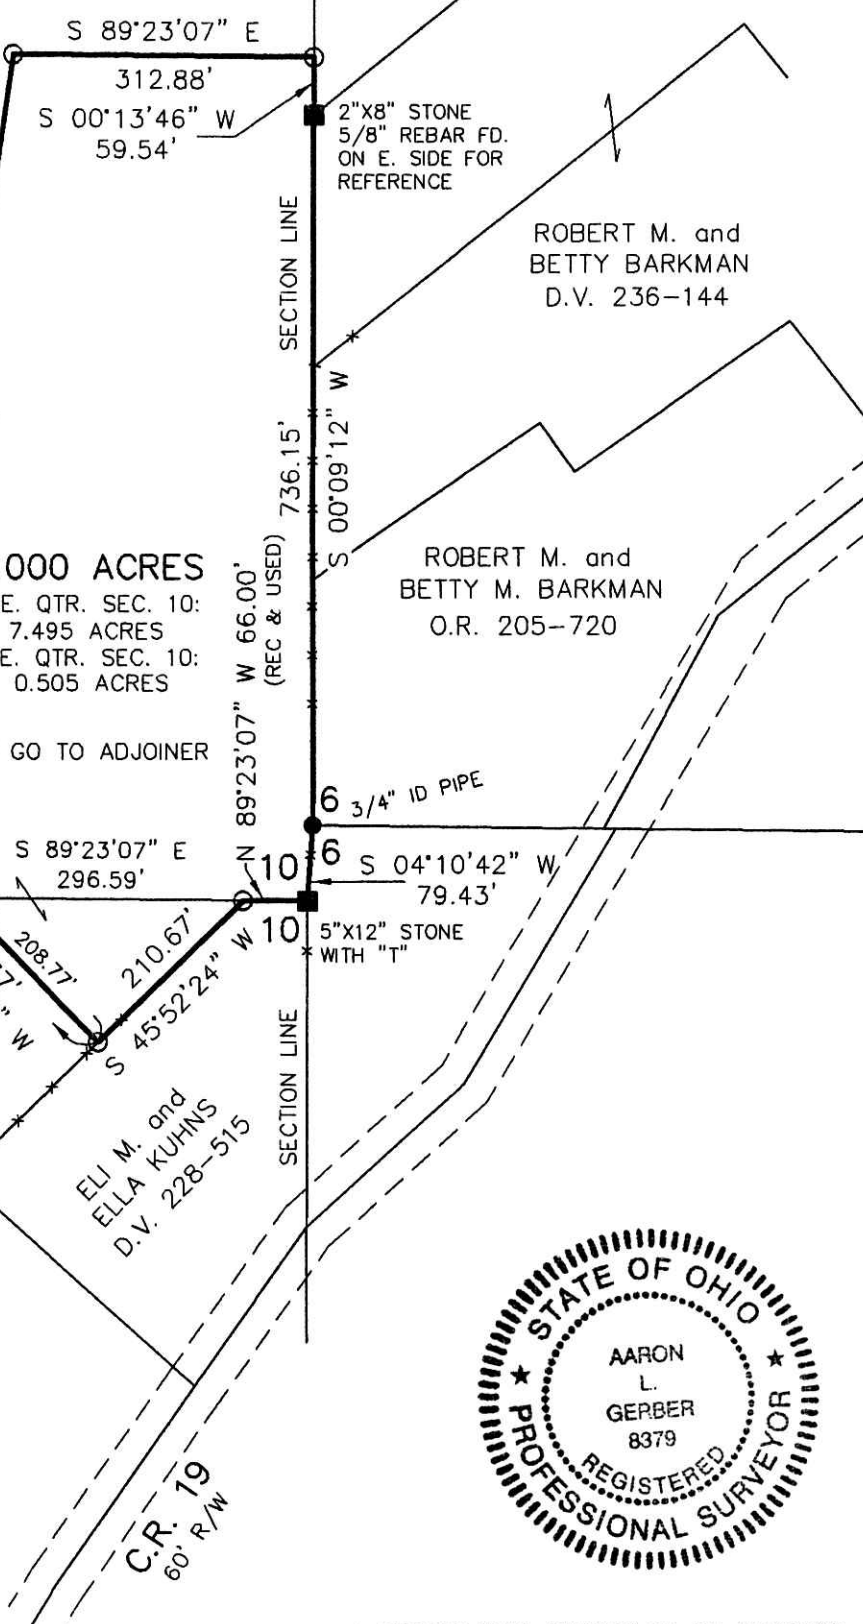 S 89°23'07" E
312.88'
S 00°13'46" W
59.54'
2"X8" STONE
5/8" REBAR FD.
ON E. SIDE FOR
REFERENCE
SECTION LINE
ROBERT M. and
BETTY BARKMAN
D.V. 236-144
736.15'
S 00°09'12" W
000 ACRES
E. QTR. SEC. 10:
7.495 ACRES
E. QTR. SEC. 10:
0.505 ACRES
GO TO ADJOINER
N 89°23'07" W 66.00'
(REC & USED)
ROBERT M. and
BETTY M. BARKMAN
O.R. 205-720
6
3/4" ID PIPE
10
6
S 04°10'42" W
79.43'
S 89°23'07" E
296.59'
10
5"X12" STONE
WITH "T"
208.77'
7'
" W
210.67'
S 45°52'24" W
SECTION LINE
ELI M. and
ELLA KUHNS
D.V. 228-515
C.R. 19
60' R/W
STATE OF OHIO
AARON
L.
GERBER
8379
REGISTERED
PROFESSIONAL SURVEYOR